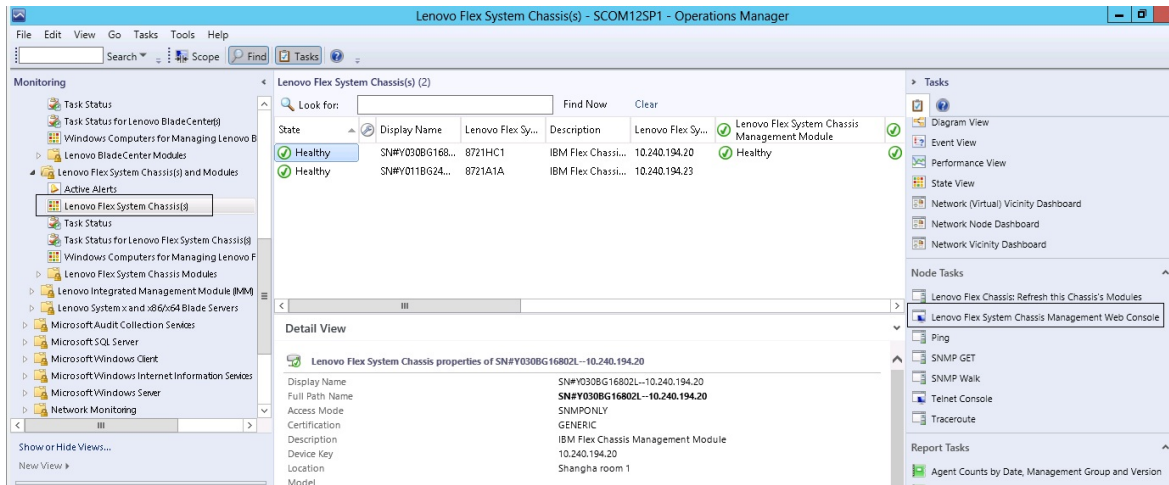 Lenovo Flex System Chassis(s) - SCOM12SP1 - Operations Manager
File Edit View Go Tasks Tools Help
Search Scope Find Tasks
Monitoring
Task Status
Task Status for Lenovo BladeCenter(s)
Windows Computers for Managing Lenovo B
Lenovo BladeCenter Modules
Lenovo Flex System Chassis(s) and Modules
Active Alerts
Lenovo Flex System Chassis(s)
Task Status
Task Status for Lenovo Flex System Chassis(s)
Windows Computers for Managing Lenovo F
Lenovo Flex System Chassis Modules
Lenovo Integrated Management Module (IMM)
Lenovo System x and x86/x64 Blade Servers
Microsoft Audit Collection Services
Microsoft SQL Server
Microsoft Windows Client
Microsoft Windows Internet Information Services
Microsoft Windows Server
Network Monitoring
Show or Hide Views...
New View
Lenovo Flex System Chassis(s) (2)
Look for: Find Now Clear
State Display Name Lenovo Flex Sy... Description Lenovo Flex Sy... Lenovo Flex System Chassis Management Module
Healthy SN#Y030BG168... 8721HC1 IBM Flex Chassi... 10.240.194.20 Healthy
Healthy SN#Y011BG24... 8721A1A IBM Flex Chassi... 10.240.194.23
Detail View
Lenovo Flex System Chassis properties of SN#Y030BG16802L--10.240.194.20
Display Name SN#Y030BG16802L--10.240.194.20
Full Path Name SN#Y030BG16802L--10.240.194.20
Access Mode SNMPONLY
Certification GENERIC
Description IBM Flex Chassis Management Module
Device Key 10.240.194.20
Location Shangha room 1
Model
Tasks
Diagram View
Event View
Performance View
State View
Network (Virtual) Vicinity Dashboard
Network Node Dashboard
Network Vicinity Dashboard
Node Tasks
Lenovo Flex Chassis: Refresh this Chassis's Modules
Lenovo Flex System Chassis Management Web Console
Ping
SNMP GET
SNMP Walk
Telnet Console
Traceroute
Report Tasks
Agent Counts by Date, Management Group and Version